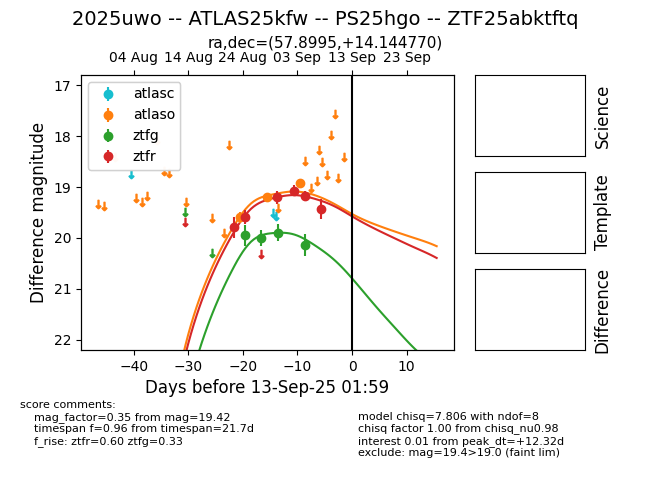 2025uwo -- ATLAS25kfw -- PS25hgo -- ZTF25abktftq
ra,dec=(57.8995,+14.144770)
04 Aug 14 Aug 24 Aug 03 Sep 13 Sep 23 Sep
17
18
19
20
21
22
Difference magnitude
atlasc
atlaso
ztfg
ztfr
−40 −30 −20 −10 0 10
Days before 13-Sep-25 01:59
Science
Template
Difference
score comments:
mag_factor=0.35 from mag=19.42
timespan f=0.96 from timespan=21.7d
f_rise: ztfr=0.60 ztfg=0.33
model chisq=7.806 with ndof=8
chisq factor 1.00 from chisq_nu0.98
interest 0.01 from peak_dt=+12.32d
exclude: mag=19.4>19.0 (faint lim)